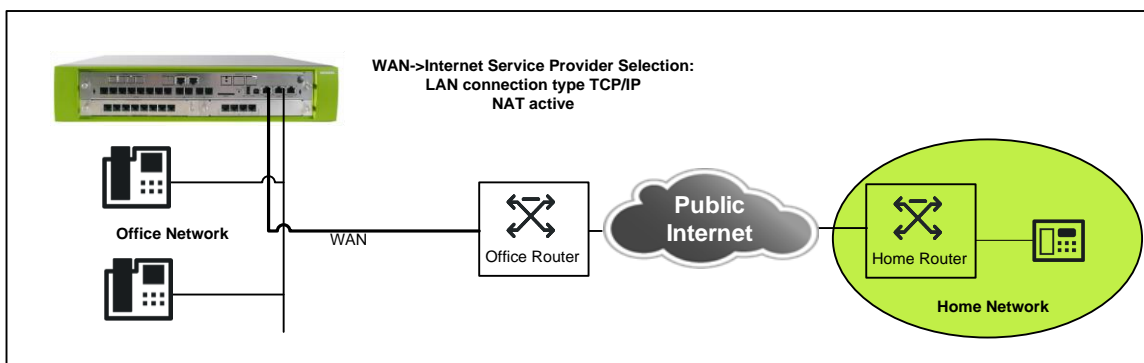 WAN->Internet Service Provider Selection:
LAN connection type TCP/IP
NAT active
Office Network
WAN
Office Router
Public
Internet
Home Router
Home Network